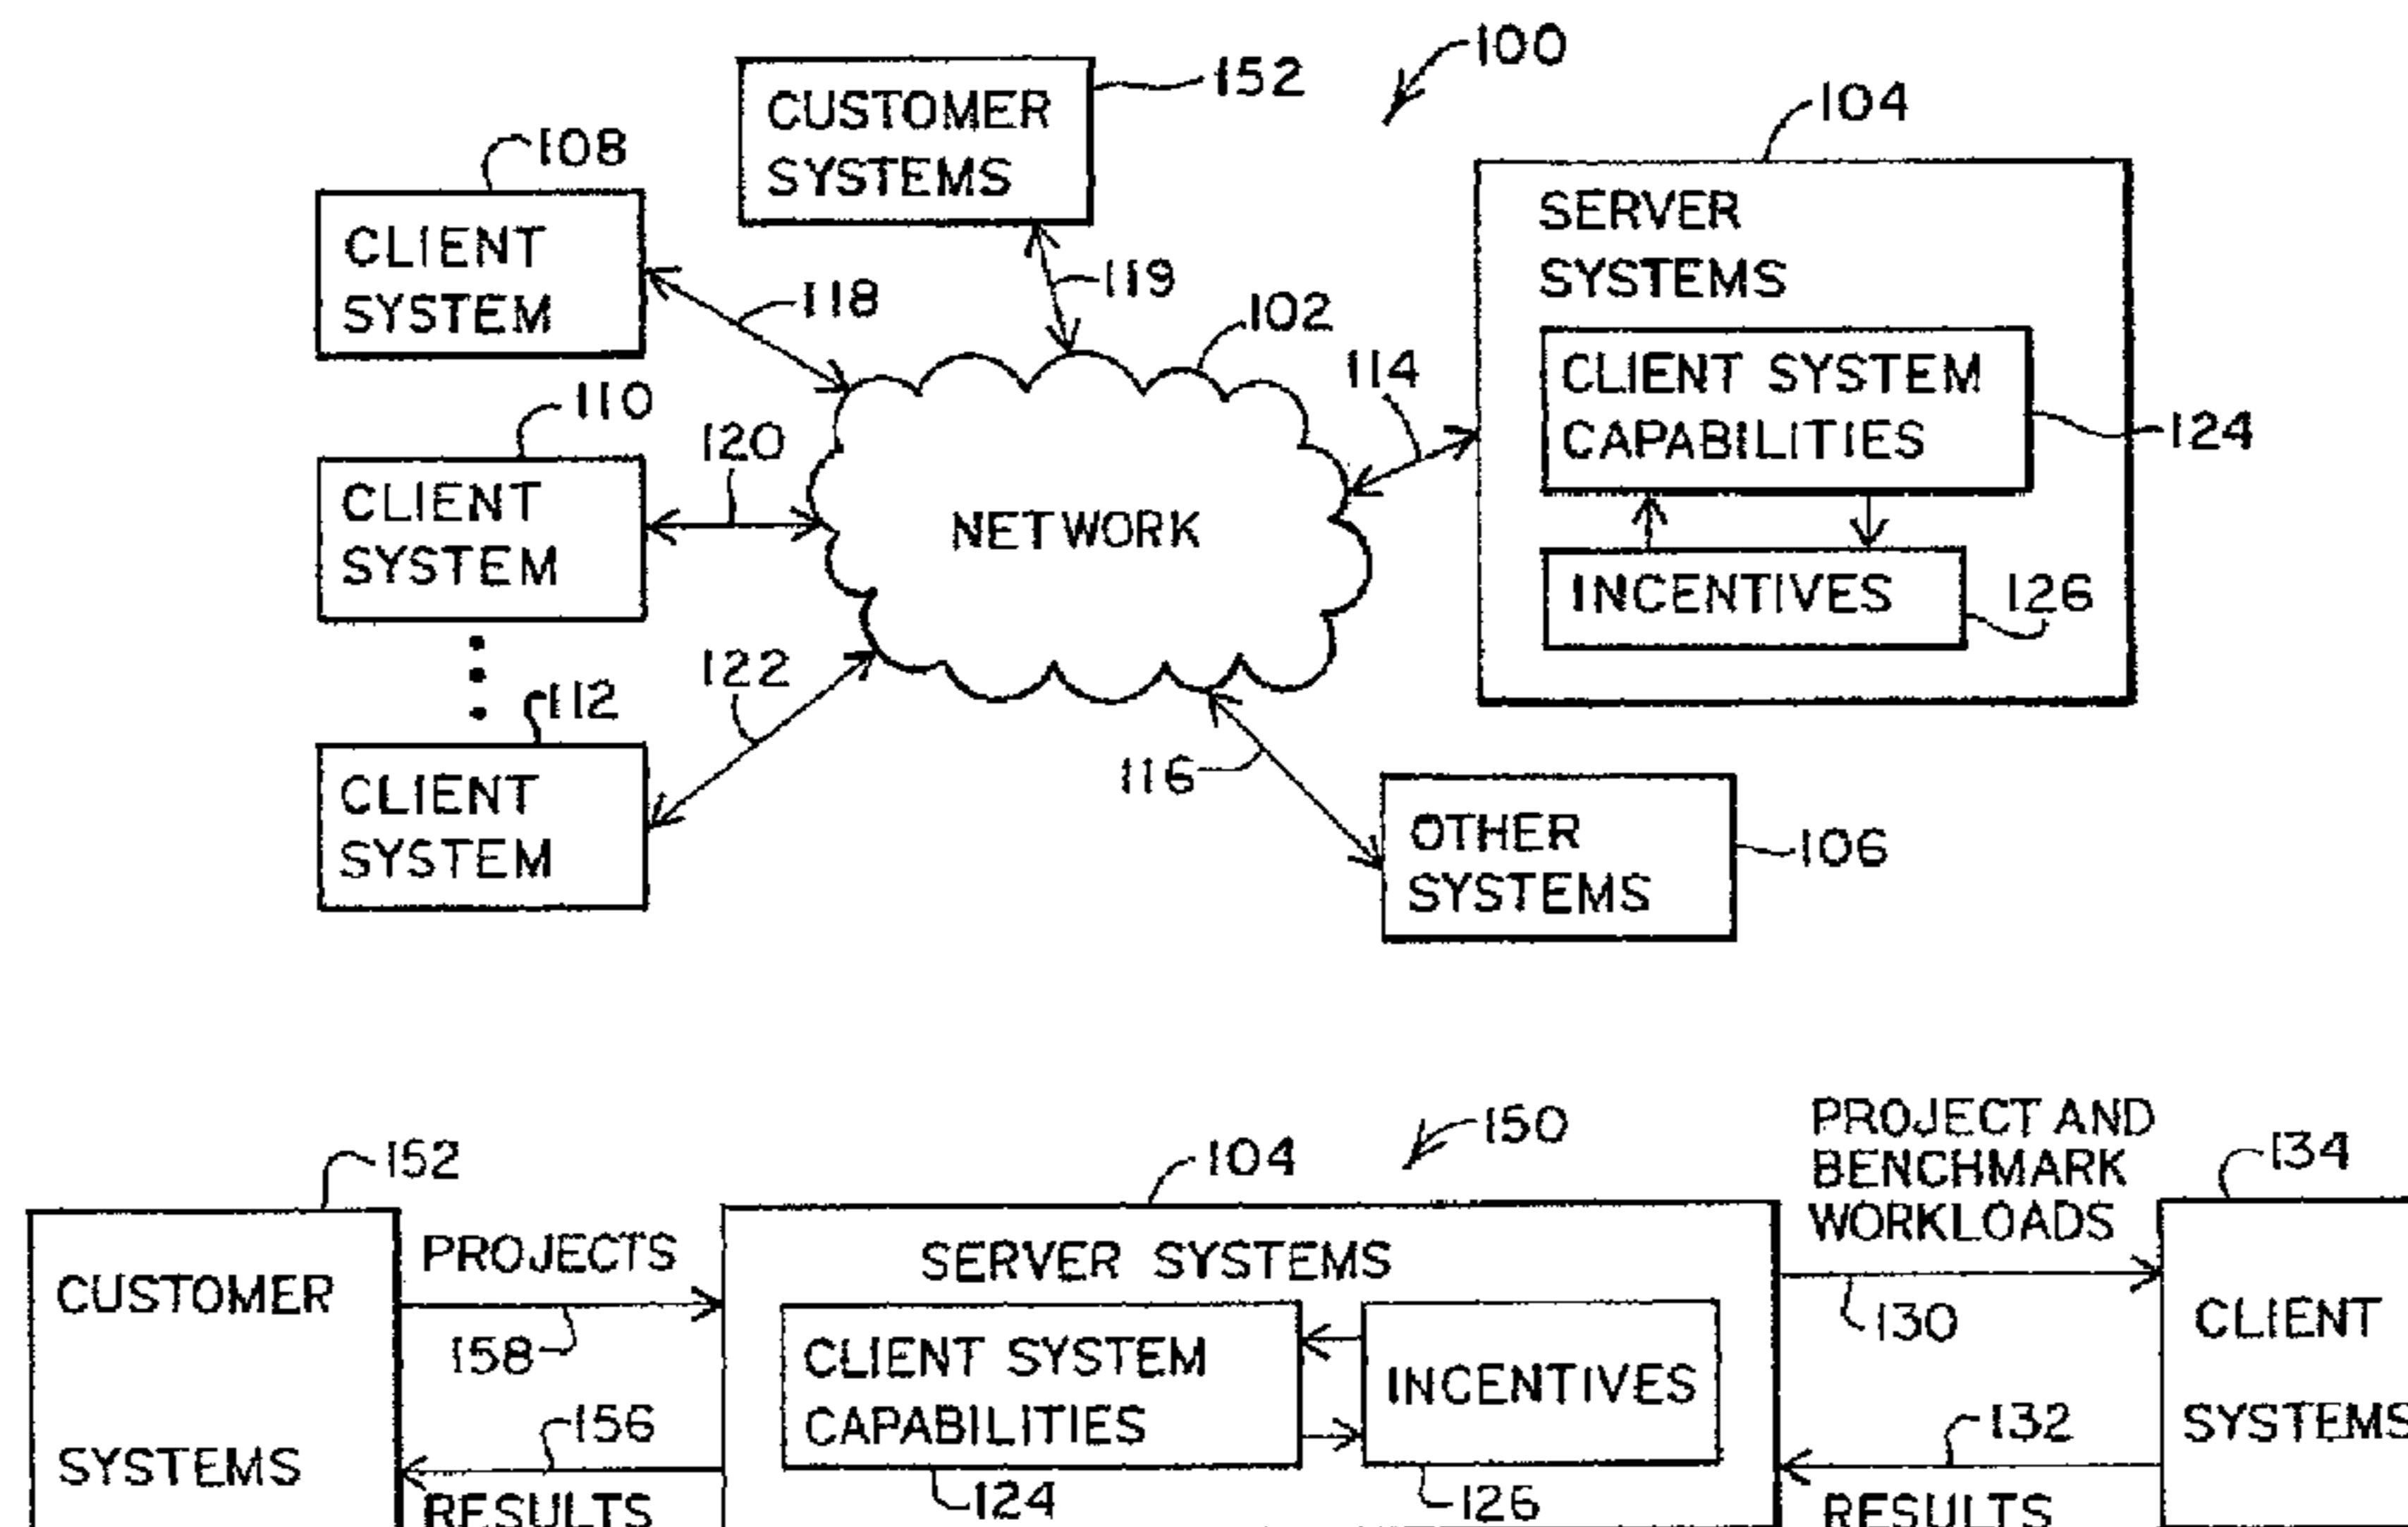 100
152
CUSTOMER
SYSTEMS
104
108
CLIENT
SYSTEM
SERVER
SYSTEMS
118
119
102
114
CLIENT SYSTEM
CAPABILITIES
124
110
120
CLIENT
SYSTEM
NETWORK
INCENTIVES
126
112
122
CLIENT
SYSTEM
116
OTHER
SYSTEMS
106
150
152
104
PROJECT AND
BENCHMARK
WORKLOADS
134
CUSTOMER
SYSTEMS
PROJECTS
158
156
RESULTS
SERVER SYSTEMS
CLIENT SYSTEM
CAPABILITIES
124
INCENTIVES
126
130
132
RESULTS
CLIENT
SYSTEMS